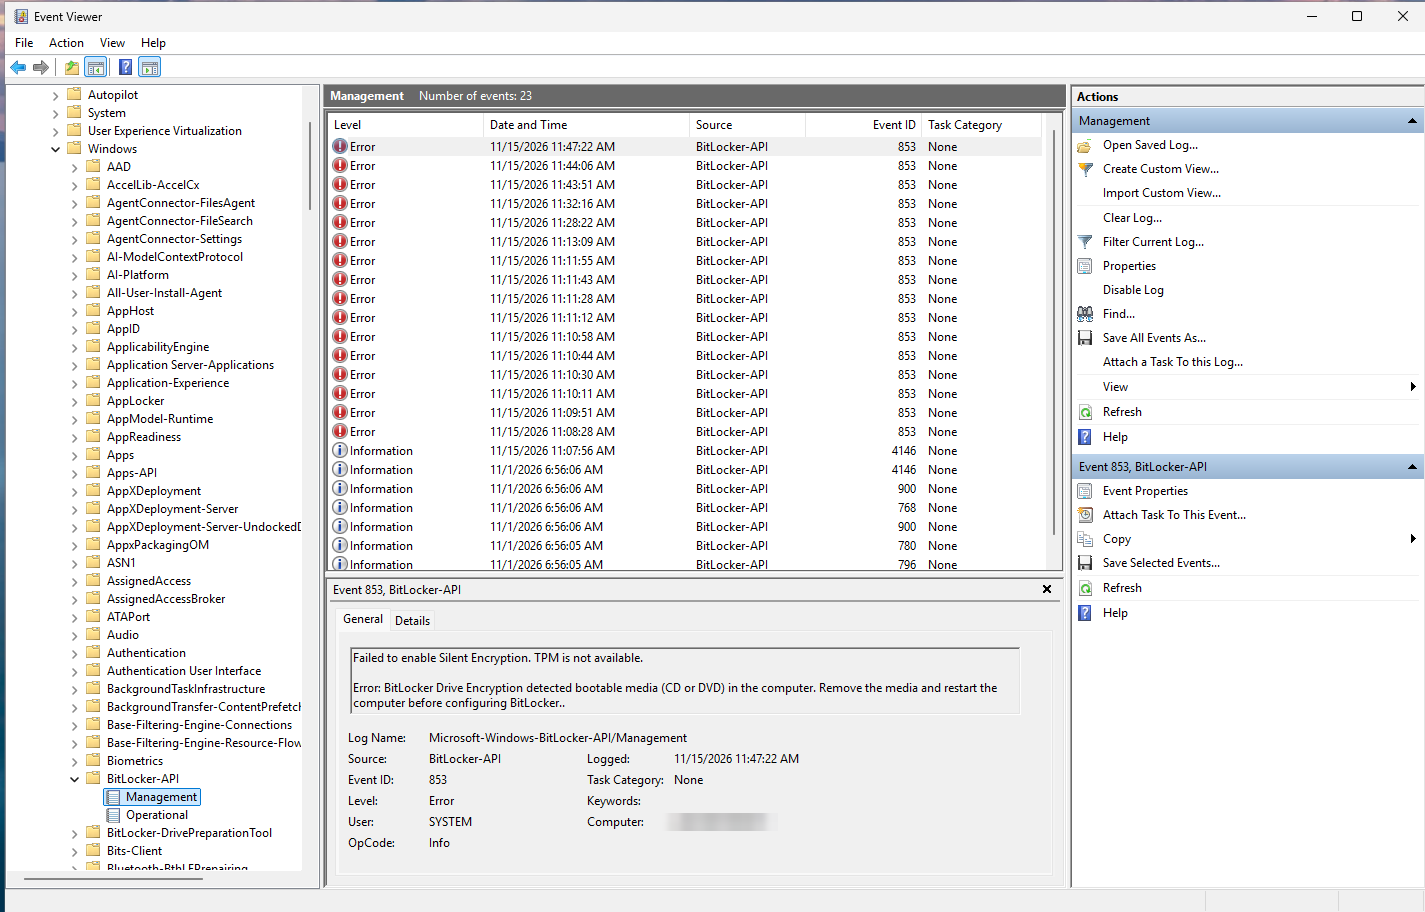 Event Viewer
File Action View Help
Autopilot
System
User Experience Virtualization
Windows
AAD
AccelLib-AccelCx
AgentConnector-FilesAgent
AgentConnector-FileSearch
AgentConnector-Settings
AI-ModelContextProtocol
AI-Platform
All-User-Install-Agent
AppHost
AppID
ApplicabilityEngine
Application Server-Applications
Application-Experience
AppLocker
AppModel-Runtime
AppReadiness
Apps
Apps-API
AppXDeployment
AppXDeployment-Server
AppXDeployment-Server-UndockedD
AppxPackagingOM
ASN1
AssignedAccess
AssignedAccessBroker
ATAPort
Audio
Authentication
Authentication User Interface
BackgroundTaskInfrastructure
BackgroundTransfer-ContentPrefetch
Base-Filtering-Engine-Connections
Base-Filtering-Engine-Resource-Flow
Biometrics
BitLocker-API
Management
Operational
BitLocker-DrivePreparationTool
Bits-Client
Bluetooth-BthLEPrepairing
Management Number of events: 23
Level Date and Time Source Event ID Task Category
Error 11/15/2026 11:47:22 AM BitLocker-API 853 None
Error 11/15/2026 11:44:06 AM BitLocker-API 853 None
Error 11/15/2026 11:43:51 AM BitLocker-API 853 None
Error 11/15/2026 11:32:16 AM BitLocker-API 853 None
Error 11/15/2026 11:28:22 AM BitLocker-API 853 None
Error 11/15/2026 11:13:09 AM BitLocker-API 853 None
Error 11/15/2026 11:11:55 AM BitLocker-API 853 None
Error 11/15/2026 11:11:43 AM BitLocker-API 853 None
Error 11/15/2026 11:11:28 AM BitLocker-API 853 None
Error 11/15/2026 11:11:12 AM BitLocker-API 853 None
Error 11/15/2026 11:10:58 AM BitLocker-API 853 None
Error 11/15/2026 11:10:44 AM BitLocker-API 853 None
Error 11/15/2026 11:10:30 AM BitLocker-API 853 None
Error 11/15/2026 11:10:11 AM BitLocker-API 853 None
Error 11/15/2026 11:09:51 AM BitLocker-API 853 None
Error 11/15/2026 11:08:28 AM BitLocker-API 853 None
Information 11/15/2026 11:07:56 AM BitLocker-API 4146 None
Information 11/1/2026 6:56:06 AM BitLocker-API 4146 None
Information 11/1/2026 6:56:06 AM BitLocker-API 900 None
Information 11/1/2026 6:56:06 AM BitLocker-API 768 None
Information 11/1/2026 6:56:06 AM BitLocker-API 900 None
Information 11/1/2026 6:56:05 AM BitLocker-API 780 None
Information 11/1/2026 6:56:05 AM BitLocker-API 796 None
Event 853, BitLocker-API
General Details
Failed to enable Silent Encryption. TPM is not available.
Error: BitLocker Drive Encryption detected bootable media (CD or DVD) in the computer. Remove the media and restart the
computer before configuring BitLocker..
Log Name: Microsoft-Windows-BitLocker-API/Management
Source: BitLocker-API Logged: 11/15/2026 11:47:22 AM
Event ID: 853 Task Category: None
Level: Error Keywords:
User: SYSTEM Computer:
OpCode: Info
Actions
Management
Open Saved Log...
Create Custom View...
Import Custom View...
Clear Log...
Filter Current Log...
Properties
Disable Log
Find...
Save All Events As...
Attach a Task To this Log...
View
Refresh
Help
Event 853, BitLocker-API
Event Properties
Attach Task To This Event...
Copy
Save Selected Events...
Refresh
Help